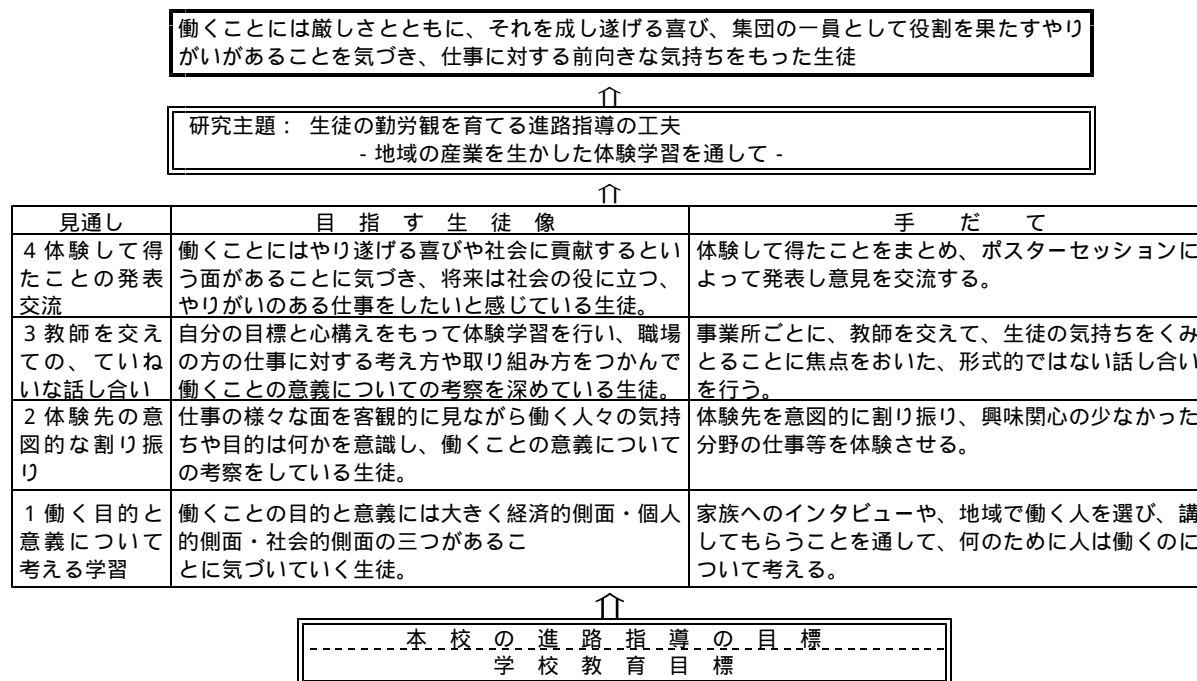 働くことには厳しさとともに、それを成し遂げる喜び、集団の一員として役割を果たすやり
がいがあることを気づき、仕事に対する前向きな気持ちをもった生徒
⇑
研究主題： 生徒の勤労観を育てる進路指導の工夫
- 地域の産業を生かした体験学習を通して -
⇑
見通し
目指す生徒像
手だて
4 体験して得
たことの発表
交流
働くことにはやり遂げる喜びや社会に貢献するとい
う面があることに気づき、将来は社会の役に立つ、
やりがいのある仕事をしたいと感じている生徒。
体験して得たことをまとめ、ポスターセッションに
よって発表し意見を交流する。
3 教師を交え
ての、ていね
いな話し合い
自分の目標と心構えをもって体験学習を行い、職場
の方の仕事に対する考え方や取り組み方をつかんで
働くことの意義についての考察を深めている生徒。
事業所ごとに、教師を交えて、生徒の気持ちをくみ
とることに焦点をおいた、形式的ではない話し合い
を行う。
2 体験先の意
図的な割り振
り
仕事の様々な面を客観的に見ながら働く人々の気持
ちや目的は何かを意識し、働くことの意義について
の考察をしている生徒。
体験先を意図的に割り振り、興味関心の少なかった
分野の仕事等を体験させる。
1 働く目的と
意義について
考える学習
働くことの目的と意義には大きく経済的側面・個人
的側面・社会的側面の三つがあるこ
とに気づいていく生徒。
家族へのインタビューや、地域で働く人を選び、講
してもらうことを通して、何のために人は働くのに
ついて考える。
⇑
本校の進路指導の目標
学校教育目標